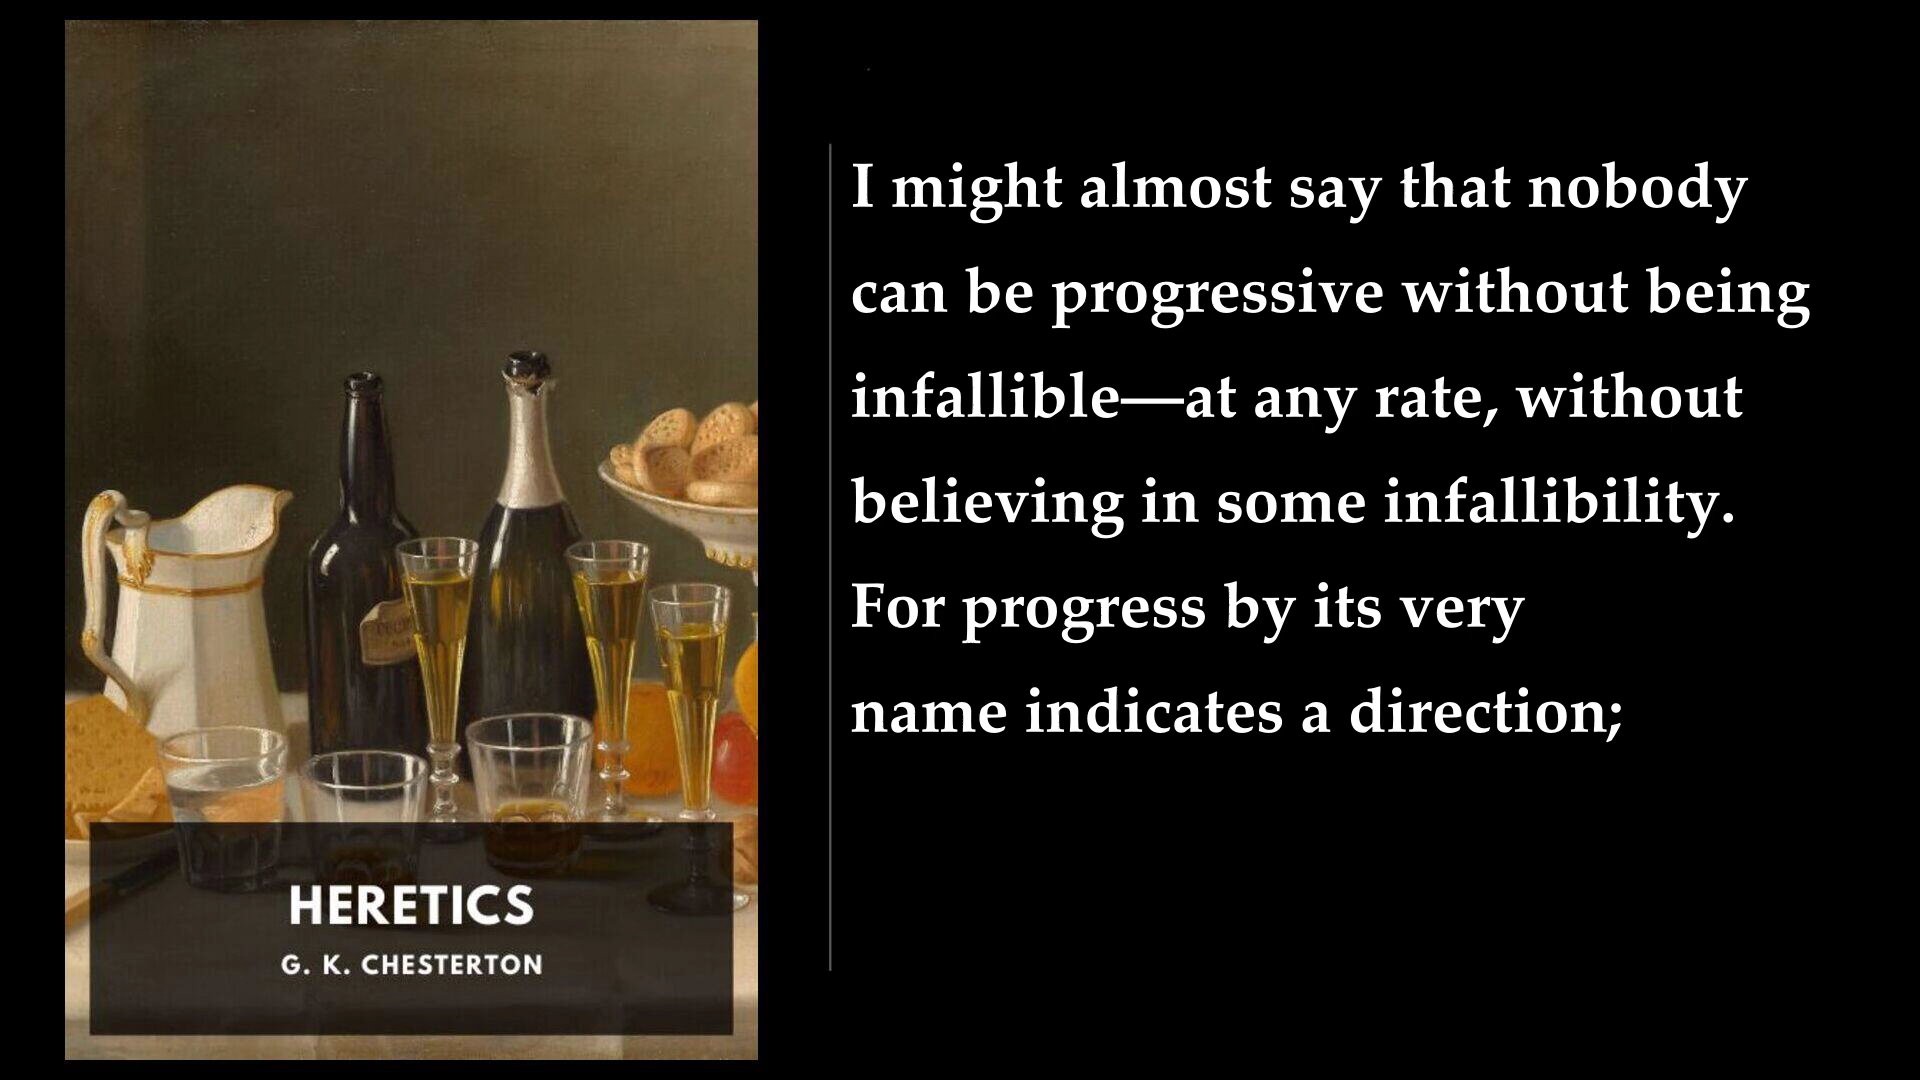 I might almost say that nobody
can be progressive without being
infallible—at any rate, without
believing in some infallibility.
For progress by its very
name indicates a direction;
HERETICS
G. K. CHESTERTON